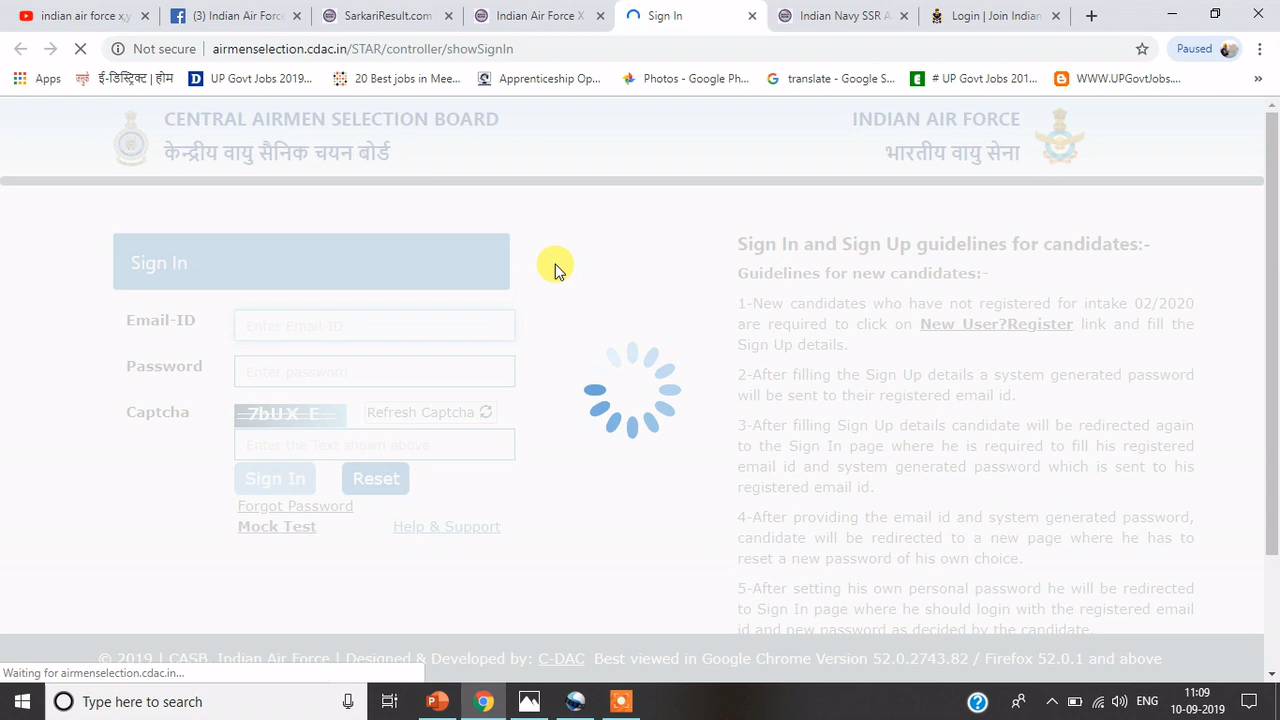 indian air force x,y
(3) Indian Air Forc
SarkariResult.com
Indian Air Force X
Sign In
Indian Navy SSR A
Login | Join Indian
Not secure
airmenselection.cdac.in/STAR/controller/showSignIn
Paused
Apps
ई-डिस्ट्रिक्ट | होम
UP Govt Jobs 2019...
20 Best jobs in Mee...
Apprenticeship Op...
Photos - Google Ph...
translate - Google S...
# UP Govt Jobs 201...
WWW.UPGovtJobs....
CENTRAL AIRMEN SELECTION BOARD
केन्द्रीय वायु सैनिक चयन बोर्ड
INDIAN AIR FORCE
भारतीय वायु सेना
Sign In
Email-ID
Enter Email-ID
Password
Enter password
Captcha
7bUX E
Refresh Captcha
Enter the Text shown above
Sign In
Reset
Forgot Password
Mock Test
Help & Support
Sign In and Sign Up guidelines for candidates:-
Guidelines for new candidates:-
1-New candidates who have not registered for intake 02/2020
are required to click on New User?Register link and fill the
Sign Up details.
2-After filling the Sign Up details a system generated password
will be sent to their registered email id.
3-After filling Sign Up details candidate will be redirected again
to the Sign In page where he is required to fill his registered
email id and system generated password which is sent to his
registered email id.
4-After providing the email id and system generated password,
candidate will be redirected to a new page where he has to
reset a new password of his own choice.
5-After setting his own personal password he will be redirected
to Sign In page where he should login with the registered email
id and new password as decided by the candidate.
© 2019 | CASB, Indian Air Force | Designed & Developed by: C-DAC Best viewed in Google Chrome Version 52.0.2743.82 / Firefox 52.0.1 and above
Waiting for airmenselection.cdac.in...
Type here to search
ENG
11:09
10-09-2019